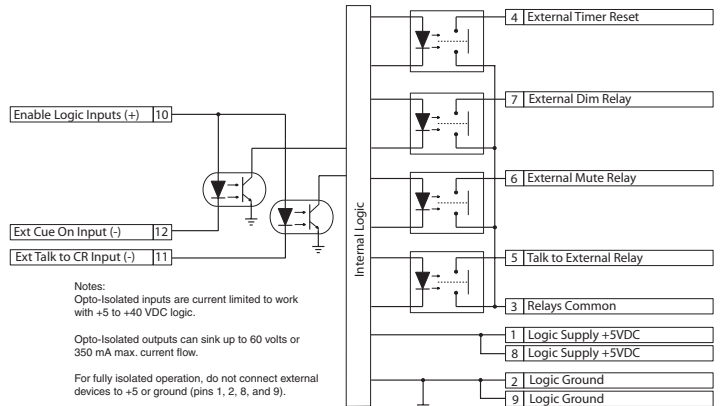 4 External Timer Reset
7 External Dim Relay
Enable Logic Inputs (+) 10
6 External Mute Relay
Internal Logic
Ext Cue On Input (-) 12
Ext Talk to CR Input (-) 11
5 Talk to External Relay
3 Relays Common
1 Logic Supply +5VDC
8 Logic Supply +5VDC
2 Logic Ground
9 Logic Ground
Notes:
Opto-Isolated inputs are current limited to work
with +5 to +40 VDC logic.
Opto-Isolated outputs can sink up to 60 volts or
350 mA max. current flow.
For fully isolated operation, do not connect external
devices to +5 or ground (pins 1, 2, 8, and 9).